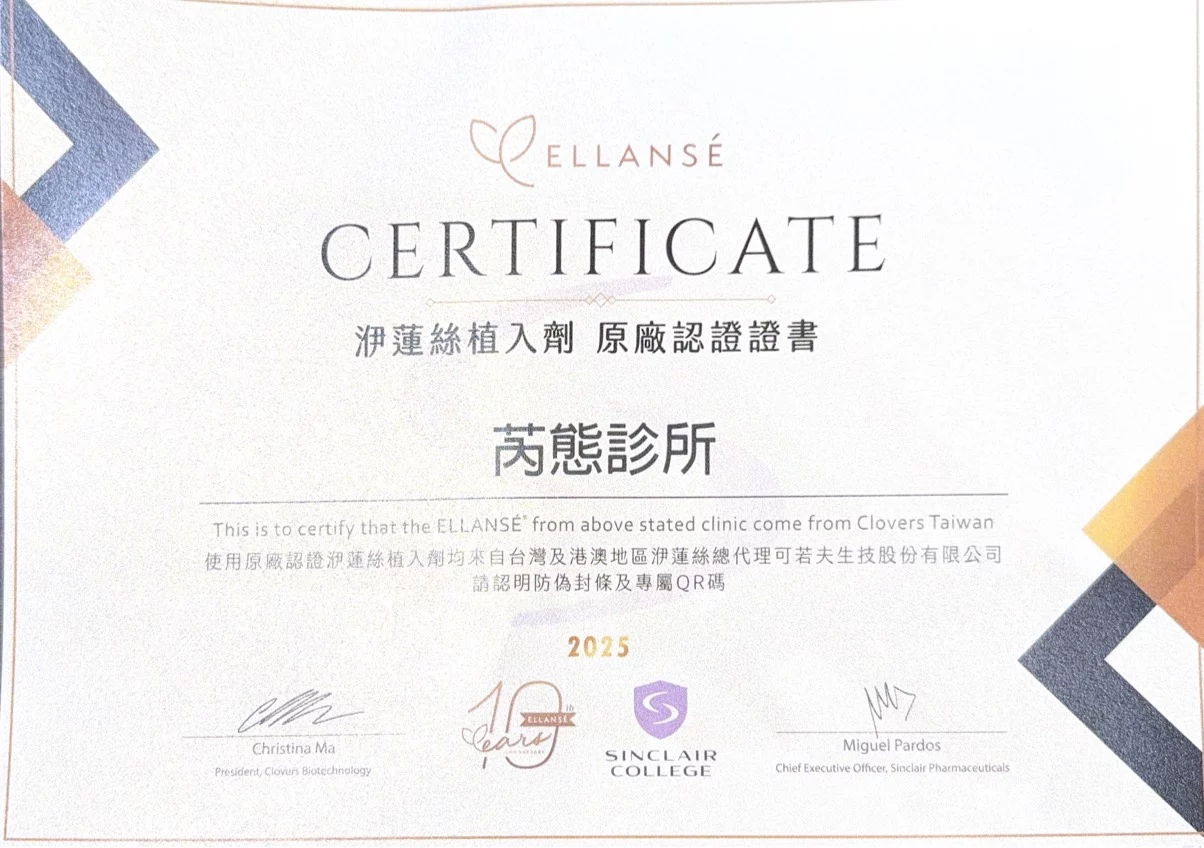 ELLANSÉ
CERTIFICATE
洢蓮絲植入劑 原廠認證證書
芮態診所
This is to certify that the ELLANSÉ® from above stated clinic come from Clovers Taiwan
使用原廠認證洢蓮絲植入劑均來自台灣及港澳地區洢蓮絲總代理可若夫生技股份有限公司
請認明防偽封條及專屬QR碼
2025
10th
ELLANSÉ
Years
SINCLAIR
COLLEGE
Christina Ma
President, Clovers Biotechnology
Miguel Pardos
Chief Executive Officer, Sinclair Pharmaceuticals